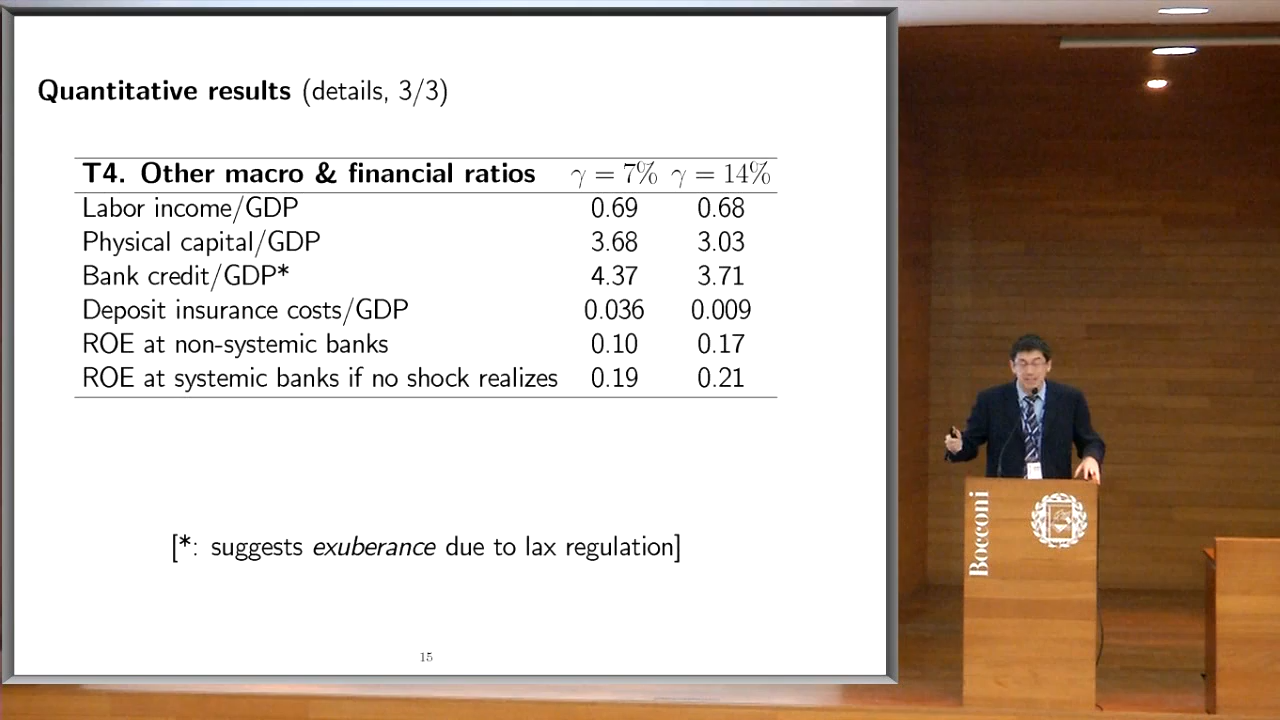 Quantitative results (details, 3/3)
T4. Other macro & financial ratios γ = 7% γ = 14%
Labor income/GDP 0.69 0.68
Physical capital/GDP 3.68 3.03
Bank credit/GDP* 4.37 3.71
Deposit insurance costs/GDP 0.036 0.009
ROE at non-systemic banks 0.10 0.17
ROE at systemic banks if no shock realizes 0.19 0.21
[*: suggests exuberance due to lax regulation]
15
Bocconi